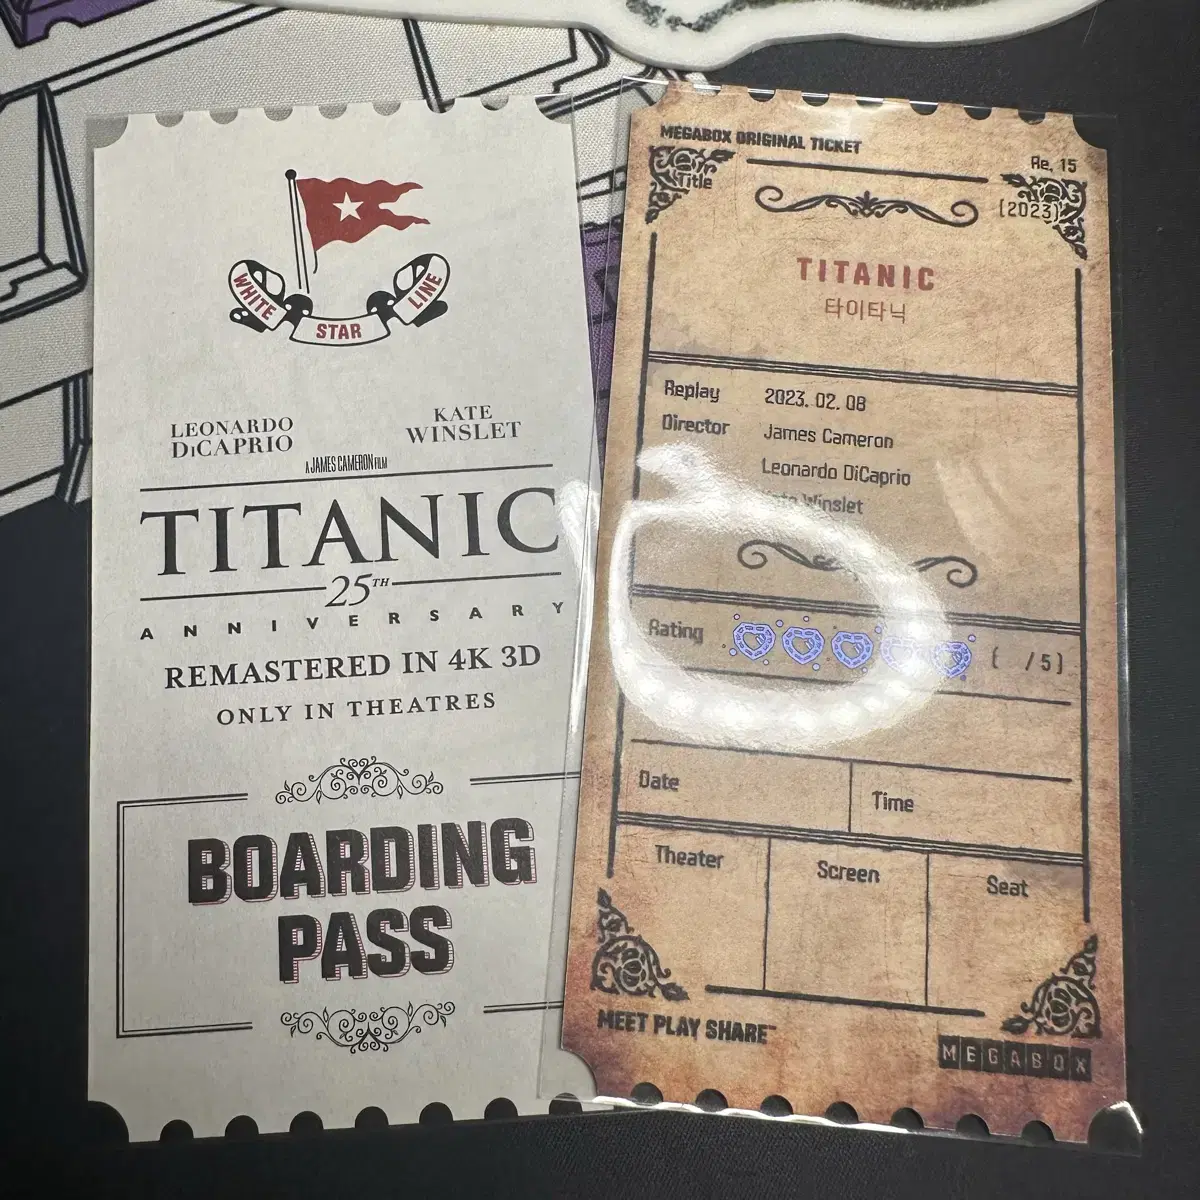 WHITE STAR LINE
LEONARDO DiCAPRIO
KATE WINSLET
A JAMES CAMERON FILM
TITANIC
25TH
ANNIVERSARY
REMASTERED IN 4K 3D
ONLY IN THEATRES
BOARDING
PASS
MEGABOX ORIGINAL TICKET
Re. 15
Title
(2023)
TITANIC
타이타닉
Replay 2023. 02. 08
Director James Cameron
Leonardo DiCaprio
Winslet
Rating ( /5)
Date
Time
Theater
Screen
Seat
MEET PLAY SHARE™
MEGABOX